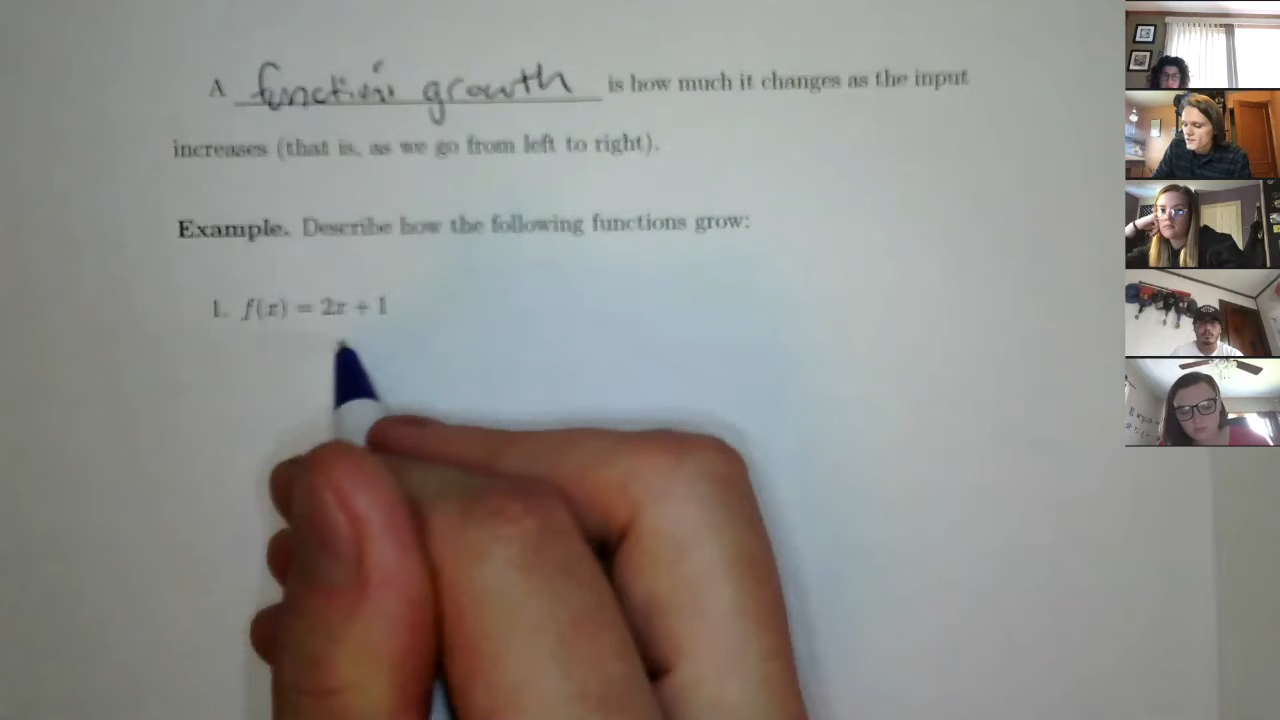 A function's growth is how much it changes as the input
increases (that is, as we go from left to right).
Example. Describe how the following functions grow:
1. f(x) = 2x + 1